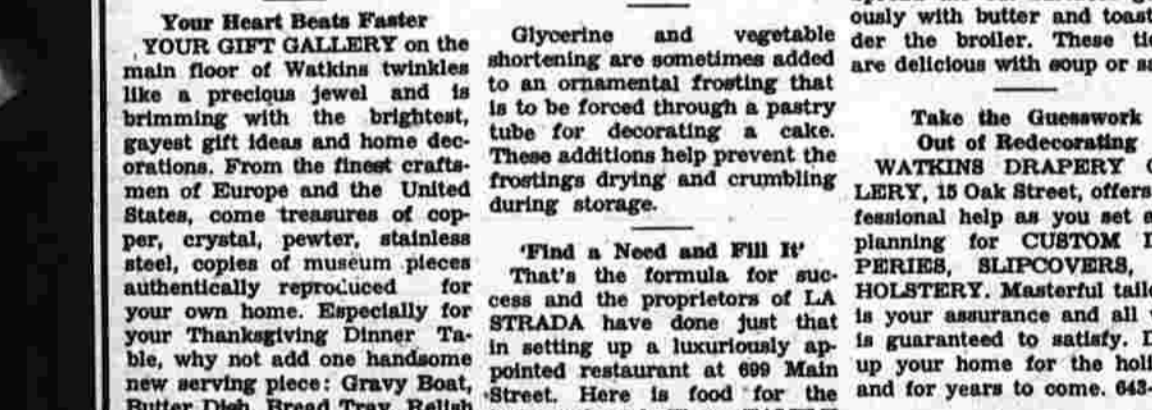 Your Heart Beats Faster
YOUR GIFT GALLERY on the
main floor of Watkins twinkles
like a precious jewel and is
brimming with the brightest,
gayest gift ideas and home dec-
orations. From the finest crafts-
men of Europe and the United
States, come treasures of cop-
per, crystal, pewter, stainless
steel, copies of museum pieces
authentically reproduced for
your own home. Especially for
your Thanksgiving Dinner Ta-
ble, why not add one handsome
new serving piece: Gravy Boat,
Butter Dish, Bread Tray, Relish
Glycerine and vegetable
shortening are sometimes added
to an ornamental frosting that
is to be forced through a pastry
tube for decorating a cake.
These additions help prevent the
frostings drying and crumbling
during storage.
'Find a Need and Fill It'
That's the formula for suc-
cess and the proprietors of LA
STRADA have done just that
in setting up a luxuriously ap-
pointed restaurant at 699 Main
Street. Here is food for the
ously with butter and toast
der the broiler. These
are delicious with soup or
Take the Guesswork
Out of Redecorating
WATKINS DRAPERY
LERY, 15 Oak Street, offers
fessional help as you set
planning for CUSTOM
PERIES, SLIPCOVERS,
HOLSTERY. Masterful
is your assurance and all
is guaranteed to satisfy.
up your home for the
and for years to come. 643-